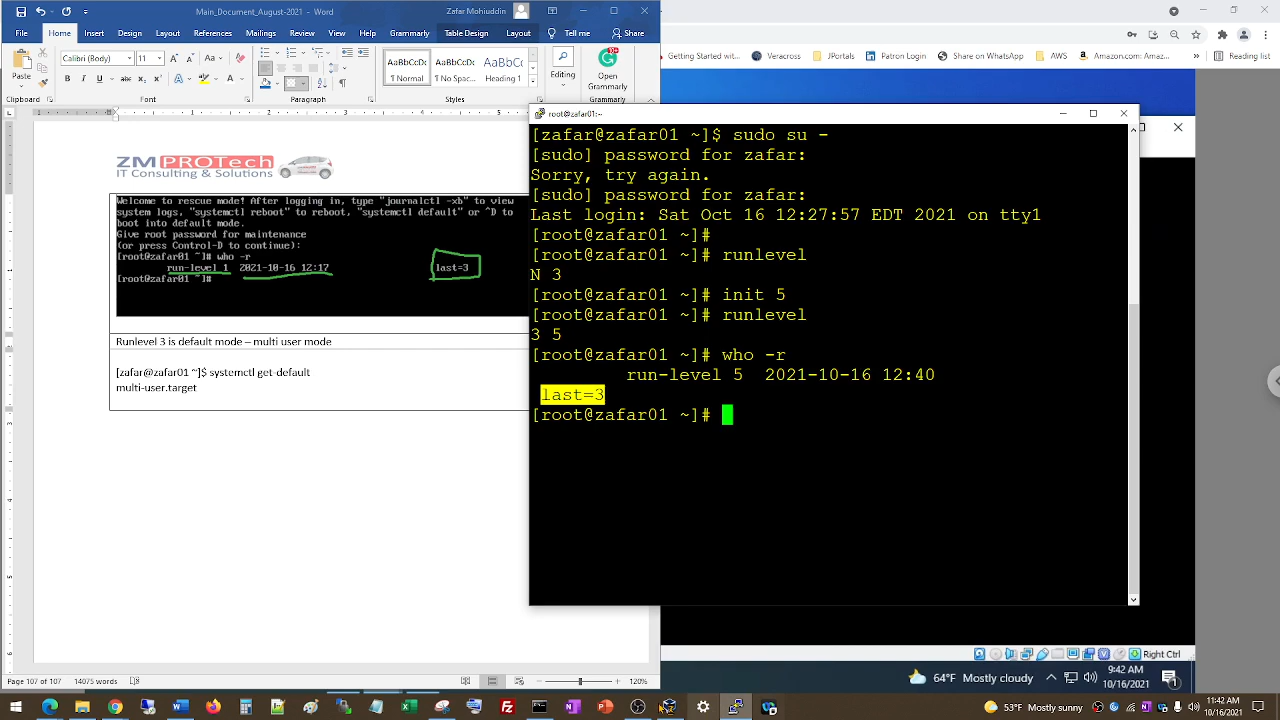 Main_Document_August-2021 - Word
Zafar Mohiuddin
File Home Insert Draw Design Layout References Mailings Review View Help Grammarly Table Design Layout Tell me Share
Paste
Calibri (Body) 11
Clipboard Font Paragraph Styles Grammarly
AaBbCcDc AaBbCcDc AaBbCc
1 Normal 1 No Spac... Heading 1
Editing
Grammarly
ZM PROTech
IT Consulting & Solutions
Welcome to rescue mode! After logging in, type "journalctl -xb" to view
system logs, "systemctl reboot" to reboot, "systemctl default" or ^D to
boot into default mode.
Give root password for maintenance
(or press Control-D to continue):
[root@zafar01 ~]# who -r
run-level 1 2021-10-16 12:17 last=3
[root@zafar01 ~]#
Runlevel 3 is default mode – multi user mode
[zafar@zafar01 ~]$ systemctl get-default
multi-user.target
Page 107 of 107 14745 words
120%
Getting Started wit... Veracross JPortals Patron Login Share on WhatsApp AWS Amazon.com: Amaz...
root@zafar01:~
[zafar@zafar01 ~]$ sudo su -
[sudo] password for zafar:
Sorry, try again.
[sudo] password for zafar:
Last login: Sat Oct 16 12:27:57 EDT 2021 on tty1
[root@zafar01 ~]#
[root@zafar01 ~]# runlevel
N 3
[root@zafar01 ~]# init 5
[root@zafar01 ~]# runlevel
3 5
[root@zafar01 ~]# who -r
run-level 5 2021-10-16 12:40
last=3
[root@zafar01 ~]#
Right Ctrl
64°F Mostly cloudy
9:42 AM
10/16/2021
53°F Mostly sunny
11:42 AM
10/16/2021